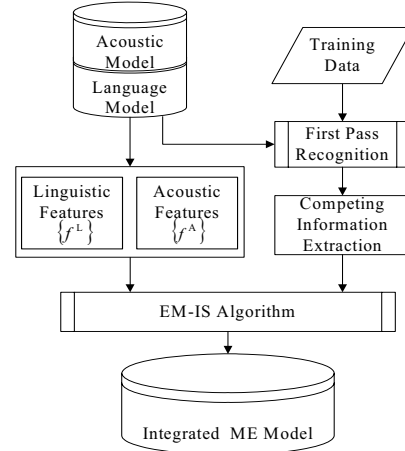 Acoustic
Model
Language
Model
Training
Data
First Pass
Recognition
Linguistic
Features
{f^L}
Acoustic
Features
{f^A}
Competing
Information
Extraction
EM-IS Algorithm
Integrated ME Model